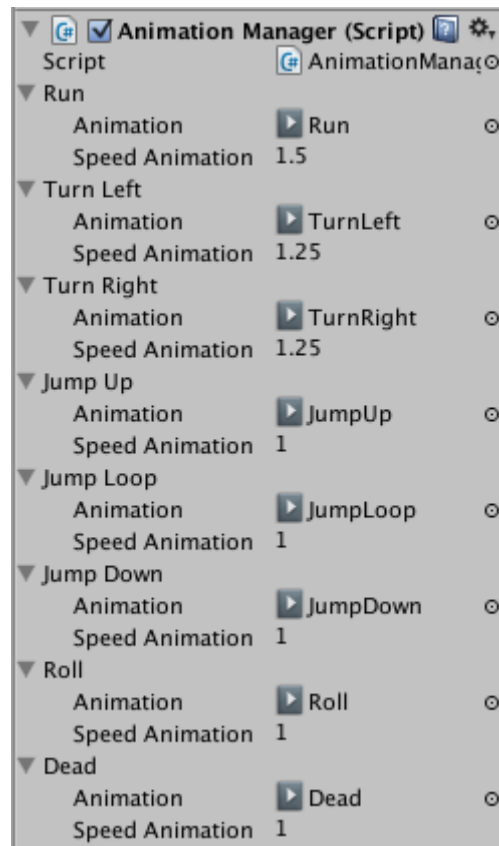 Animation Manager (Script)
Script AnimationManag
Run
Animation Run
Speed Animation 1.5
Turn Left
Animation TurnLeft
Speed Animation 1.25
Turn Right
Animation TurnRight
Speed Animation 1.25
Jump Up
Animation JumpUp
Speed Animation 1
Jump Loop
Animation JumpLoop
Speed Animation 1
Jump Down
Animation JumpDown
Speed Animation 1
Roll
Animation Roll
Speed Animation 1
Dead
Animation Dead
Speed Animation 1